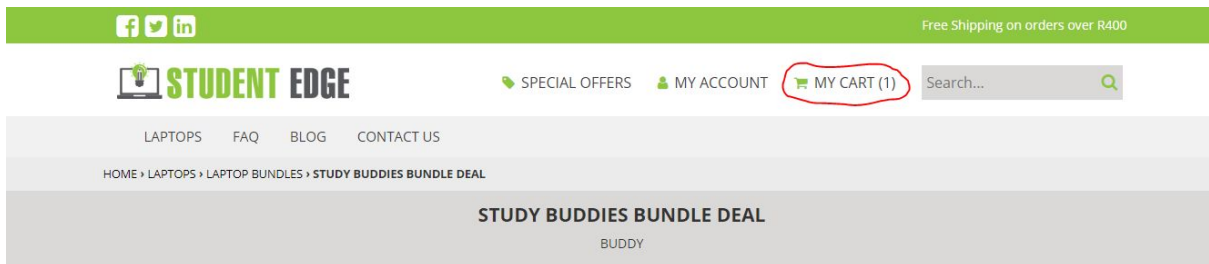 Free Shipping on orders over R400
STUDENT EDGE
SPECIAL OFFERS MY ACCOUNT MY CART (1) Search...
LAPTOPS FAQ BLOG CONTACT US
HOME › LAPTOPS › LAPTOP BUNDLES › STUDY BUDDIES BUNDLE DEAL
STUDY BUDDIES BUNDLE DEAL
BUDDY